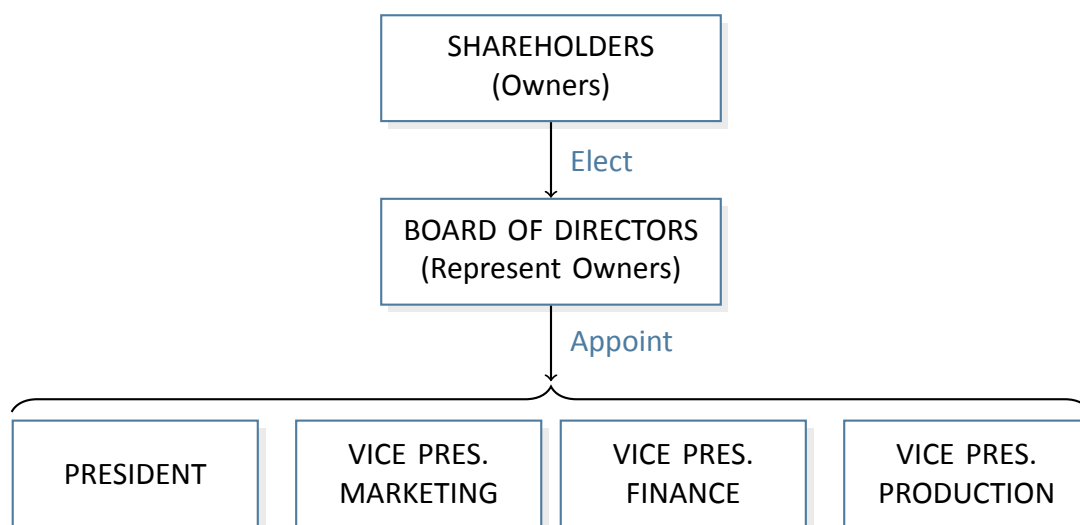 SHAREHOLDERS
(Owners)
Elect
BOARD OF DIRECTORS
(Represent Owners)
Appoint
PRESIDENT
VICE PRES.
MARKETING
VICE PRES.
FINANCE
VICE PRES.
PRODUCTION